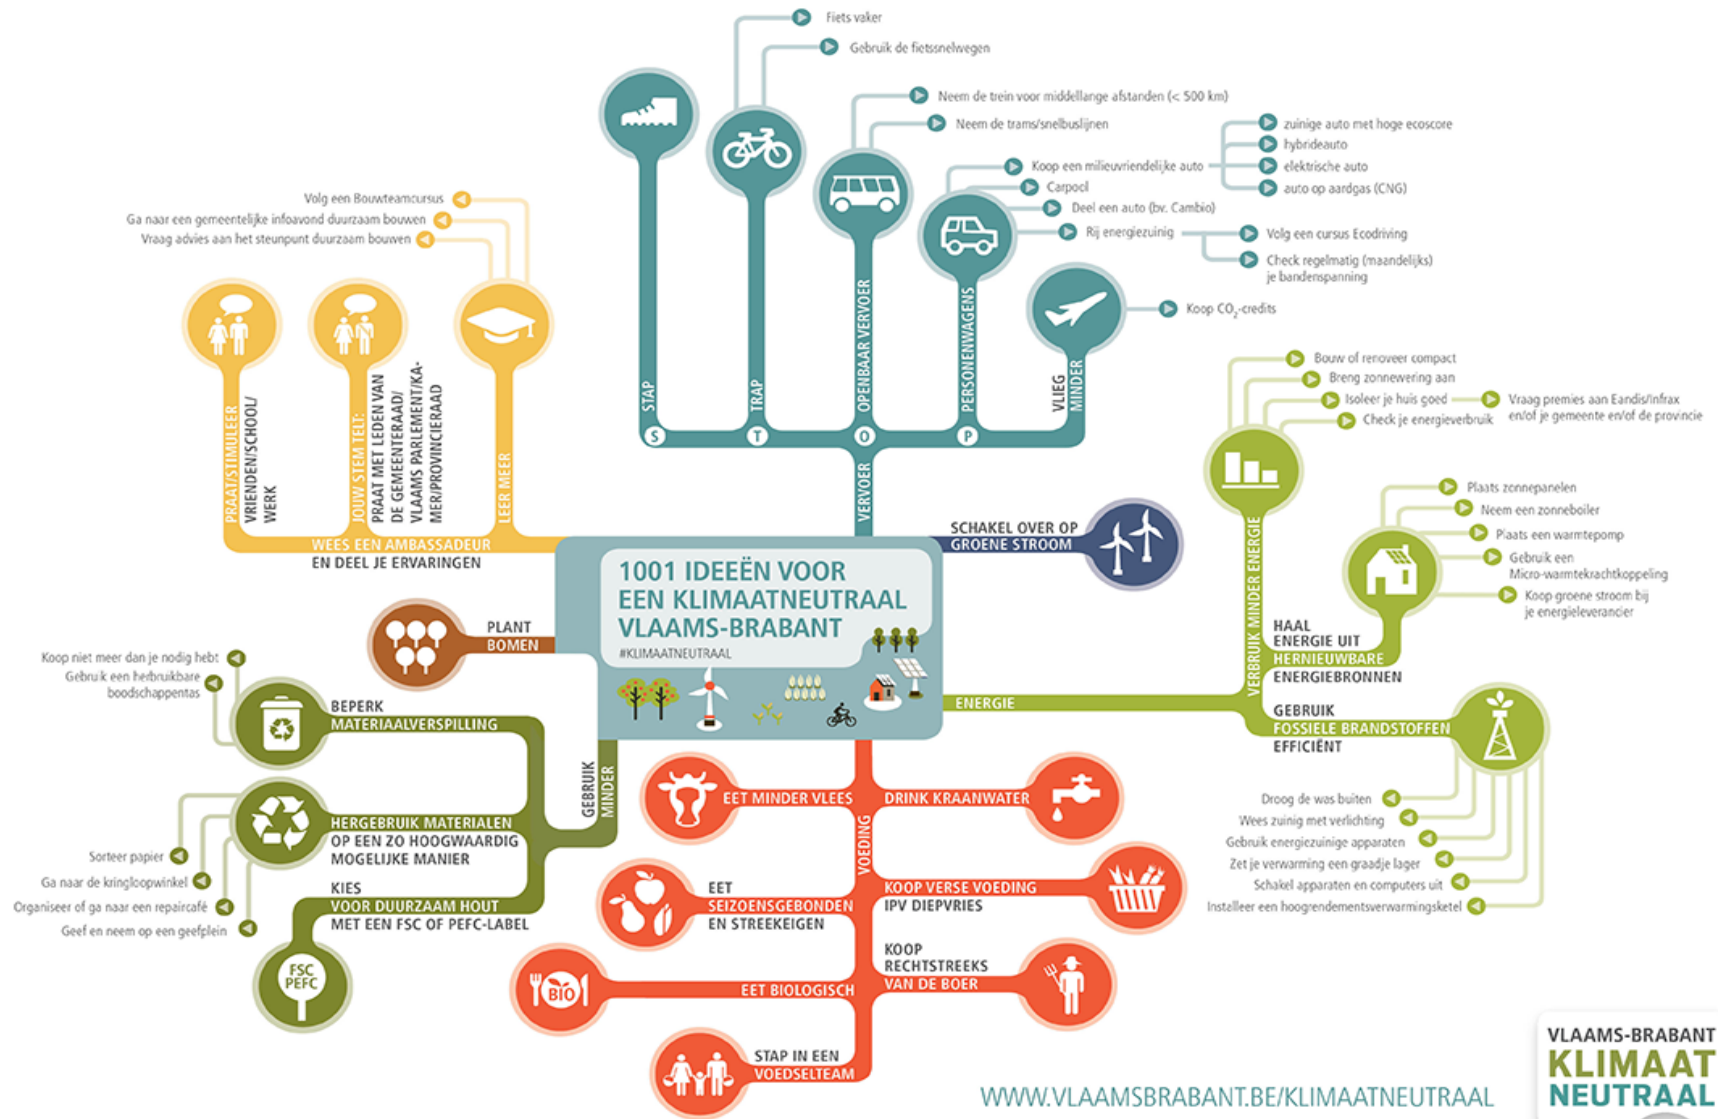 Fiets vaker
Gebruik de fietssnelwegen
Neem de trein voor middellange afstanden (< 500 km)
Neem de trams/snelbuslijnen
Koop een milieuvriendelijke auto
zuinige auto met hoge ecoscore
hybrideauto
elektrische auto
auto op aardgas (CNG)
Carpool
Deel een auto (bv. Cambio)
Rij energiezuinig
Volg een cursus Ecodriving
Check regelmatig (maandelijks)
je bandenspanning
Koop CO₂-credits
STAP
TRAP
OPENBAAR VERVOER
PERSONENWAGENS
VLIEG
MINDER
S
T
O
P
VERVOER
Volg een Bouwteamcursus
Ga naar een gemeentelijke infoavond duurzaam bouwen
Vraag advies aan het steunpunt duurzaam bouwen
PRAAT/STIMULEER
VRIENDEN/SCHOOL/
WERK
JOUW STEM TELT:
PRAAT MET LEDEN VAN
DE GEMEENTERAAD/
VLAAMS PARLEMENT/KA-
MER/PROVINCIERAAD
LEER MEER
WEES EEN AMBASSADEUR
EN DEEL JE ERVARINGEN
SCHAKEL OVER OP
GROENE STROOM
1001 IDEEËN VOOR
EEN KLIMAATNEUTRAAL
VLAAMS-BRABANT
#KLIMAATNEUTRAAL
PLANT
BOMEN
Bouw of renoveer compact
Breng zonnewering aan
Isoleer je huis goed
Vraag premies aan Eandis/Infrax
en/of je gemeente en/of de provincie
Check je energieverbruik
VERBRUIK MINDER ENERGIE
Plaats zonnepanelen
Neem een zonneboiler
Plaats een warmtepomp
Gebruik een
Micro-warmtekrachtkoppeling
Koop groene stroom bij
je energieleverancier
HAAL
ENERGIE UIT
HERNIEUWBARE
ENERGIEBRONNEN
ENERGIE
GEBRUIK
FOSSIELE BRANDSTOFFEN
EFFICIËNT
Droog de was buiten
Wees zuinig met verlichting
Gebruik energiezuinige apparaten
Zet je verwarming een graadje lager
Schakel apparaten en computers uit
Installeer een hoogrendementsverwarmingsketel
Koop niet meer dan je nodig hebt
Gebruik een herbruikbare
boodschappentas
BEPERK
MATERIAALVERSPILLING
GEBRUIK
MINDER
HERGEBRUIK MATERIALEN
OP EEN ZO HOOGWAARDIG
MOGELIJKE MANIER
Sorteer papier
Ga naar de kringloopwinkel
Organiseer of ga naar een repaircafé
Geef en neem op een geefplein
KIES
VOOR DUURZAAM HOUT
MET EEN FSC OF PEFC-LABEL
FSC
PEFC
EET MINDER VLEES
DRINK KRAANWATER
VOEDING
EET
SEIZOENSGEBONDEN
EN STREEKEIGEN
KOOP VERSE VOEDING
IPV DIEPVRIES
KOOP
RECHTSTREEKS
VAN DE BOER
BIO
EET BIOLOGISCH
STAP IN EEN
VOEDSELTEAM
WWW.VLAAMSBRABANT.BE/KLIMAATNEUTRAAL
VLAAMS-BRABANT
KLIMAAT
NEUTRAAL